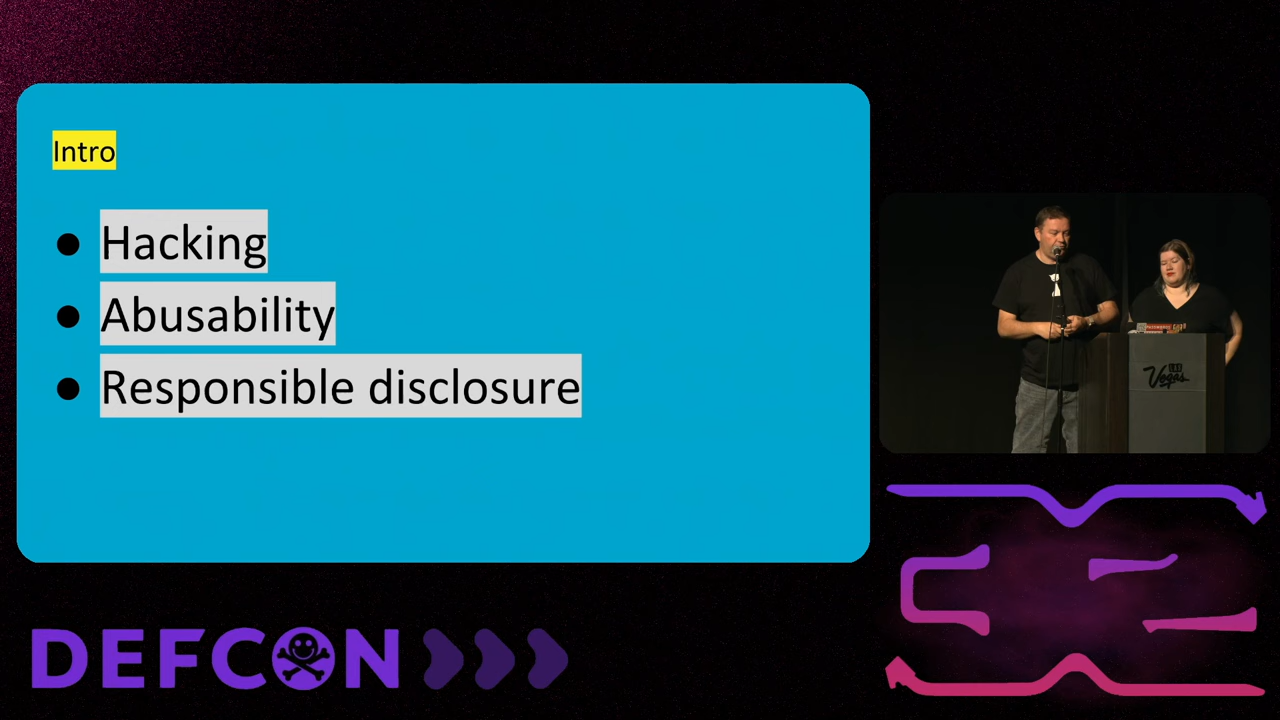 Intro
Hacking
Abusability
Responsible disclosure
Vegas
DEFCON